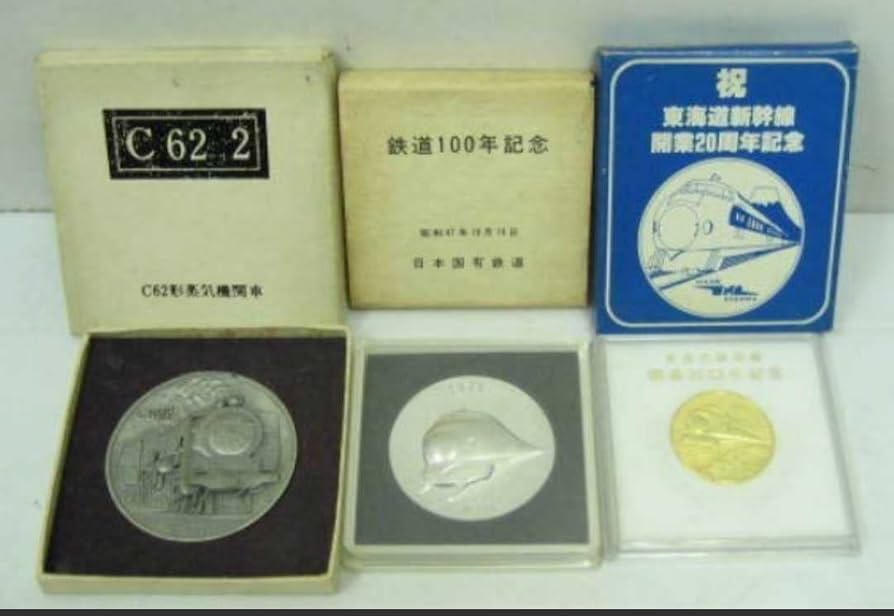 C 62 2
C62形蒸気機関車
鉄道100年記念
昭和47年10月14日
日本国有鉄道
祝
東海道新幹線
開業20周年記念